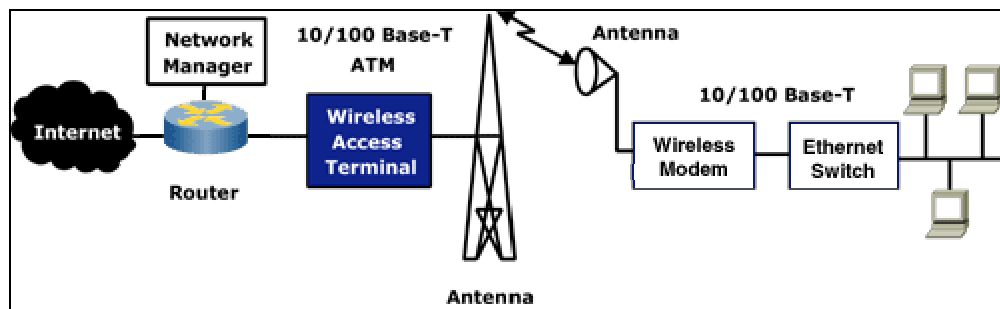 Network
Manager
10/100 Base-T
ATM
Antenna
Internet
Wireless
Access
Terminal
10/100 Base-T
Wireless
Modem
Ethernet
Switch
Router
Antenna